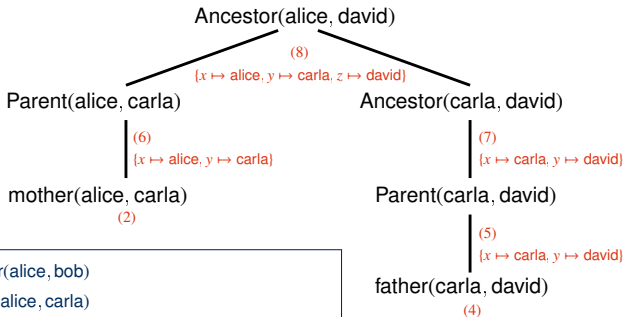 Ancestor(alice, david)
(8)
{x ↦ alice, y ↦ carla, z ↦ david}
Parent(alice, carla)
Ancestor(carla, david)
(6)
{x ↦ alice, y ↦ carla}
(7)
{x ↦ carla, y ↦ david}
mother(alice, carla)
(2)
Parent(carla, david)
(5)
{x ↦ carla, y ↦ david}
father(carla, david)
(4)
(alice, bob)
alice, carla)